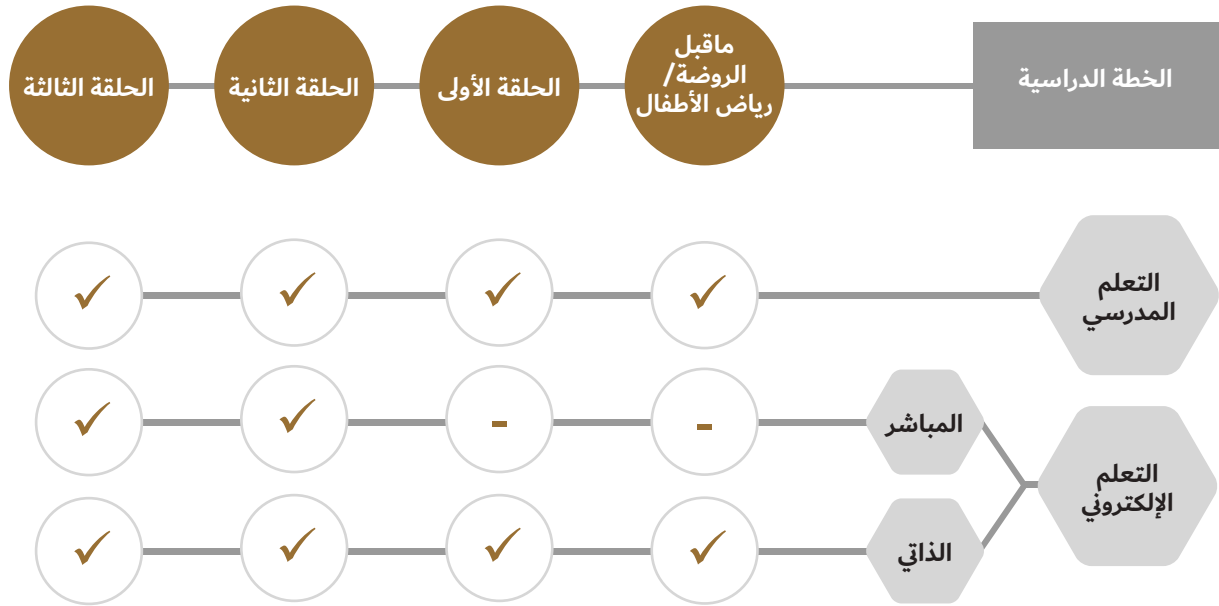 الخطة الدراسية
ماقبل
الروضة/
رياض الأطفال
الحلقة الأولى
الحلقة الثانية
الحلقة الثالثة
التعلم
المدرسي
✓ ✓ ✓ ✓
التعلم
الإلكتروني
المباشر
- - ✓ ✓
الذاتي
✓ ✓ ✓ ✓